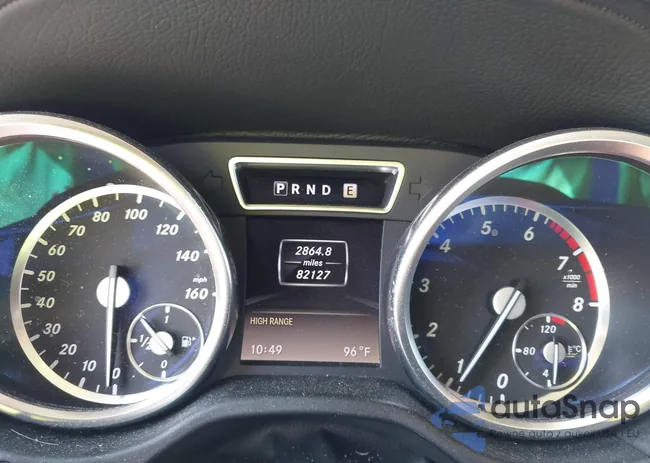 P R N D E
2864.8
miles
82127
HIGH RANGE
10:49 96°F
0 10 20 30 40 50 60 70 80 100 120 140 160
mph
1
1/2
0
0 1 2 3 4 5 6 7 8
x1000
min
120
80
°C
autoSnap